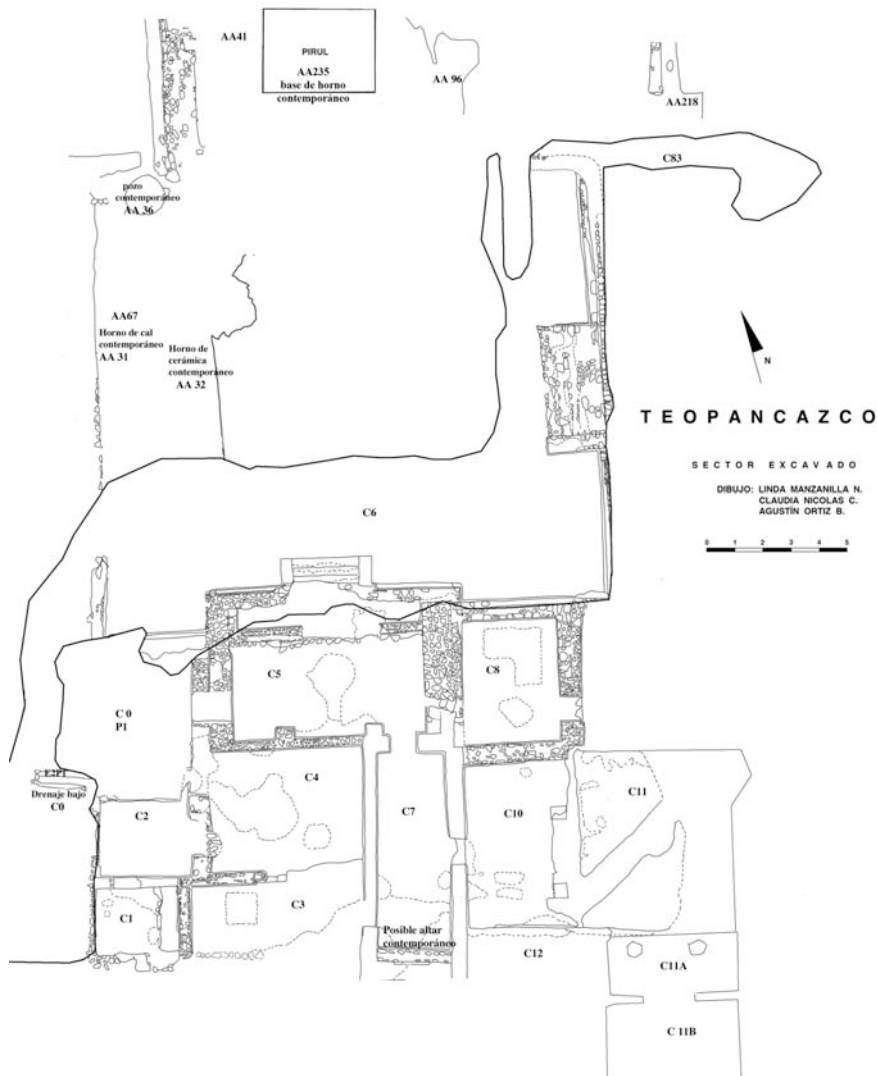 AA41
PIRUL
AA235
base de horno
contemporáneo
AA 96
AA218
C83
pozo
contemporáneo
AA 36
AA67
Horno de cal
contemporáneo
AA 31
Horno de
cerámica
contemporáneo
AA 32
N
TEOPANCAZCO
SECTOR EXCAVADO
DIBUJO: LINDA MANZANILLA N.
CLAUDIA NICOLAS C.
AGUSTÍN ORTIZ B.
0 1 2 3 4 5
C6
C5
C8
C 0
P1
C4
E2P1
Drenaje bajo
C0
C2
C7
C10
C11
C1
C3
Posible altar
contemporáneo
C12
C11A
C 11B